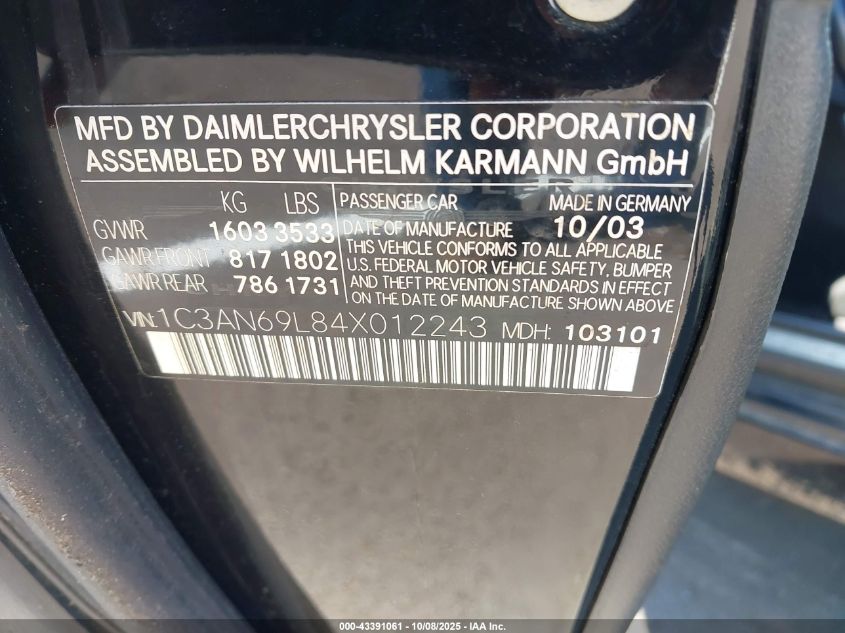 MFD BY DAIMLERCHRYSLER CORPORATION
ASSEMBLED BY WILHELM KARMANN GmbH
KG LBS
GVWR 1603 3533
GAWR FRONT 817 1802
GAWR REAR 786 1731
PASSENGER CAR MADE IN GERMANY
DATE OF MANUFACTURE 10/03
THIS VEHICLE CONFORMS TO ALL APPLICABLE
U.S. FEDERAL MOTOR VEHICLE SAFETY, BUMPER
AND THEFT PREVENTION STANDARDS IN EFFECT
ON THE DATE OF MANUFACTURE SHOWN ABOVE
VIN: 1C3AN69L84X012243 MDH: 103101
000-43391061 - 10/08/2025 - IAA Inc.